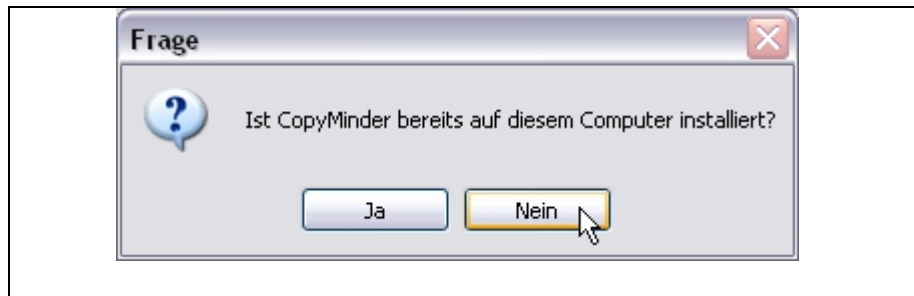 Frage
Ist CopyMinder bereits auf diesem Computer installiert?
Ja
Nein